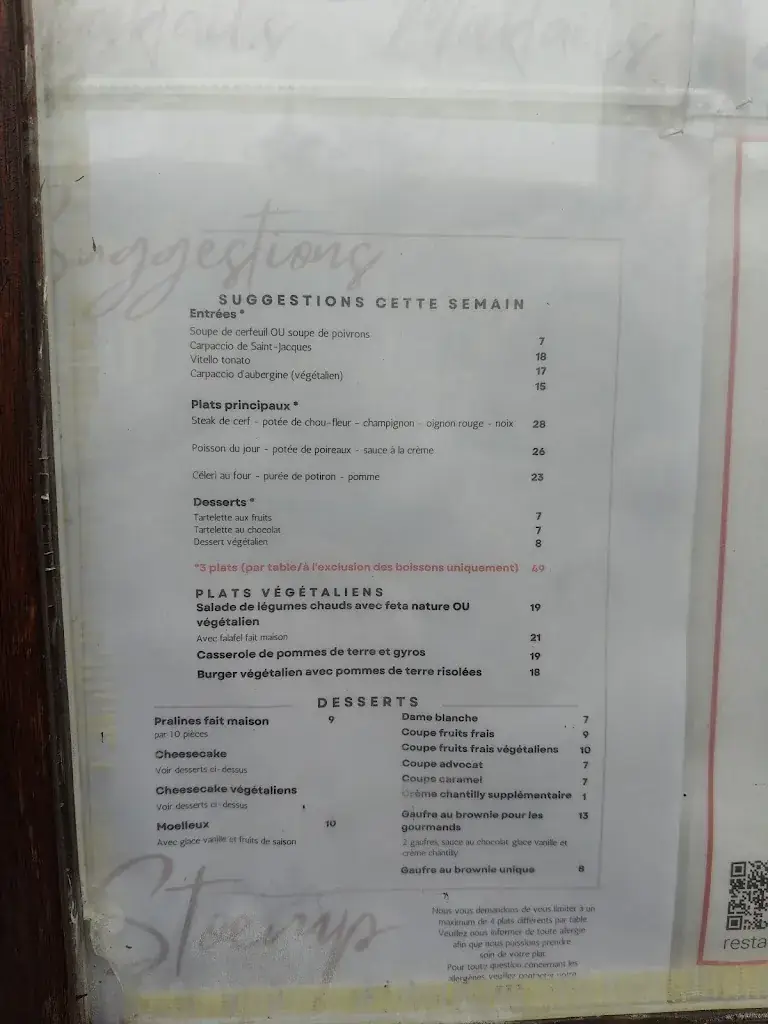 Suggestions
SUGGESTIONS CETTE SEMAIN
Entrées *
Soupe de cerfeuil OU soupe de poivrons 7
Carpaccio de Saint-Jacques 18
Vitello tonato 17
Carpaccio d'aubergine (végétalien) 15
Plats principaux *
Steak de cerf - potée de chou-fleur - champignon - oignon rouge - noix 28
Poisson du jour - potée de poireaux - sauce à la crème 26
Céleri au four - purée de potiron - pomme 23
Desserts *
Tartelette aux fruits 7
Tartelette au chocolat 7
Dessert végétalien 8
*3 plats (par table/à l'exclusion des boissons uniquement) 49
PLATS VÉGÉTALIENS
Salade de légumes chauds avec feta nature OU 19
végétalien
Avec falafel fait maison 21
Casserole de pommes de terre et gyros 19
Burger végétalien avec pommes de terre risolées 18
DESSERTS
Pralines fait maison 9
par 10 pièces
Cheesecake
Voir desserts ci-dessus
Cheesecake végétaliens
Voir desserts ci-dessus
Moelleux 10
Avec glace vanille et fruits de saison
Dame blanche 7
Coupe fruits frais 9
Coupe fruits frais végétaliens 10
Coupe advocat 7
Coupe caramel 7
Crème chantilly supplémentaire 1
Gaufre au brownie pour les 13
gourmands
2 gaufres, sauce au chocolat, glace vanille et
crème chantilly
Gaufre au brownie unique 8
Stoemp
Nous vous demandons de vous limiter à un
maximum de 4 plats différents par table
Veuillez nous informer de toute allergie
afin que nous puissions prendre
soin de votre plat
Pour toute question concernant les
allergènes, veuillez
resta